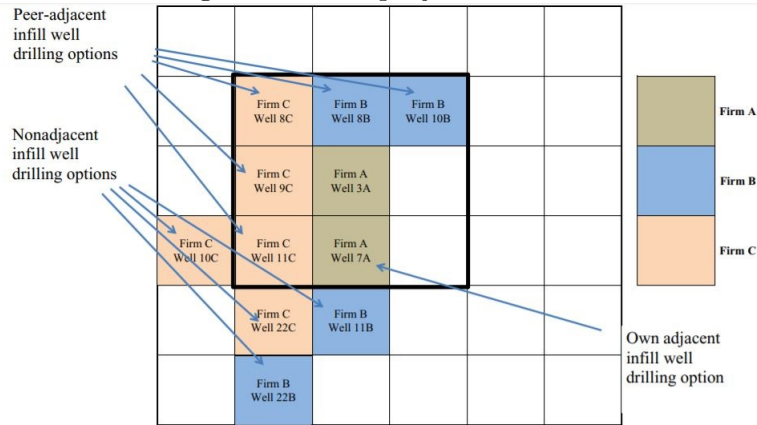 Peer-adjacent
infill well
drilling options
Nonadjacent
infill well
drilling options
Firm C
Well 8C
Firm B
Well 8B
Firm B
Well 10B
Firm C
Well 9C
Firm A
Well 3A
Firm C
Well 10C
Firm C
Well 11C
Firm A
Well 7A
Firm C
Well 22C
Firm B
Well 11B
Firm B
Well 22B
Firm A
Firm B
Firm C
Own adjacent
infill well
drilling option